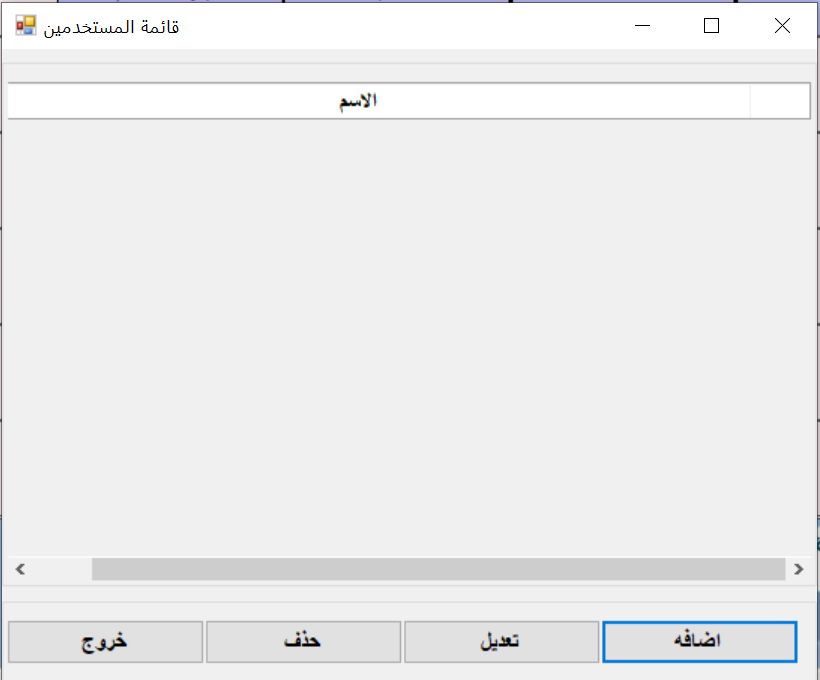 قائمة المستخدمين
الاسم
اضافه
تعديل
حذف
خروج